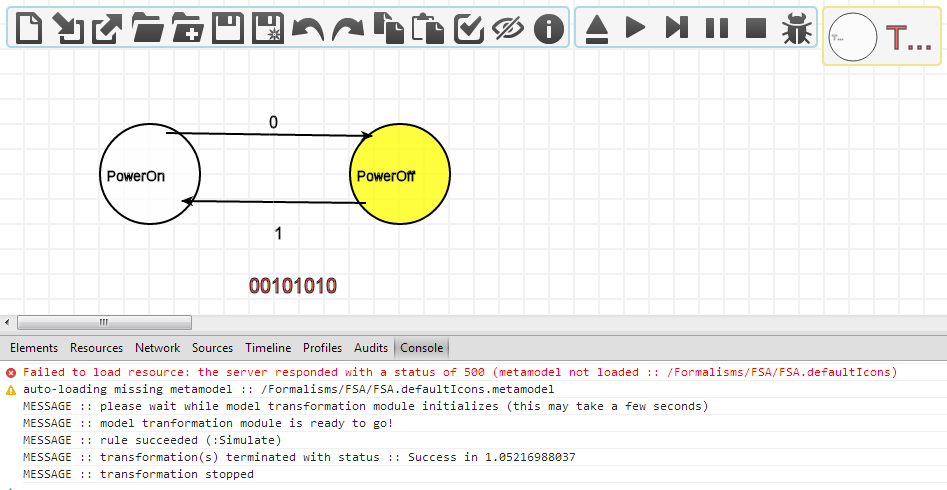 T...
T...
0
PowerOn
PowerOff
1
00101010
Elements Resources Network Sources Timeline Profiles Audits Console
Failed to load resource: the server responded with a status of 500 (metamodel not loaded :: /Formalisms/FSA/FSA.defaultIcons)
auto-loading missing metamodel :: /Formalisms/FSA/FSA.defaultIcons.metamodel
MESSAGE :: please wait while model transformation module initializes (this may take a few seconds)
MESSAGE :: model tranformation module is ready to go!
MESSAGE :: rule succeeded (:Simulate)
MESSAGE :: transformation(s) terminated with status :: Success in 1.05216988037
MESSAGE :: transformation stopped